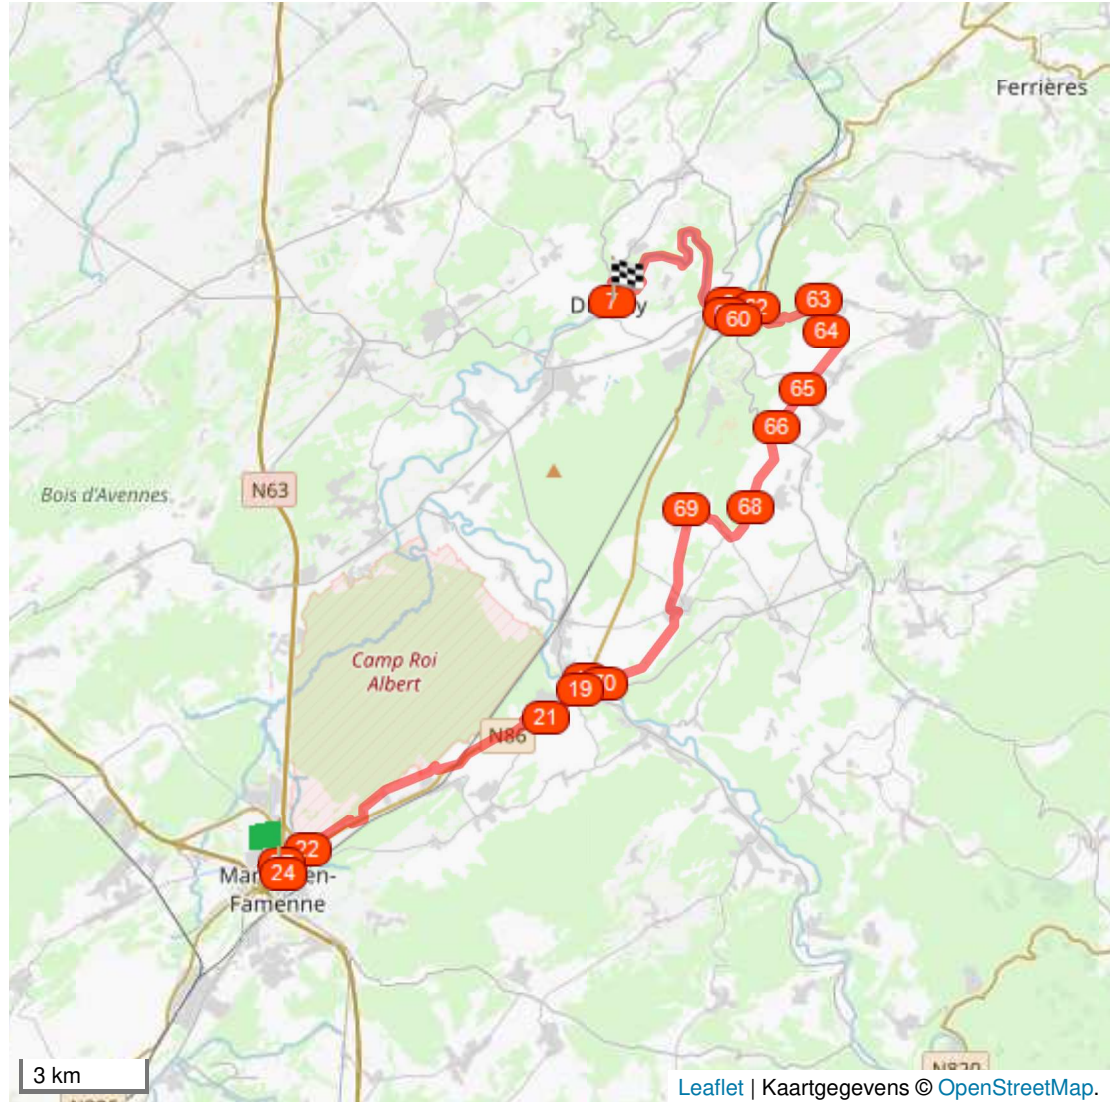 Ferrières
63
60
64
7
65
66
N63
Bois d'Avennes
69
68
Camp Roi
Albert
19
21
N86
22
24
Famenne
3 km
Leaflet | Kaartgegevens © OpenStreetMap.